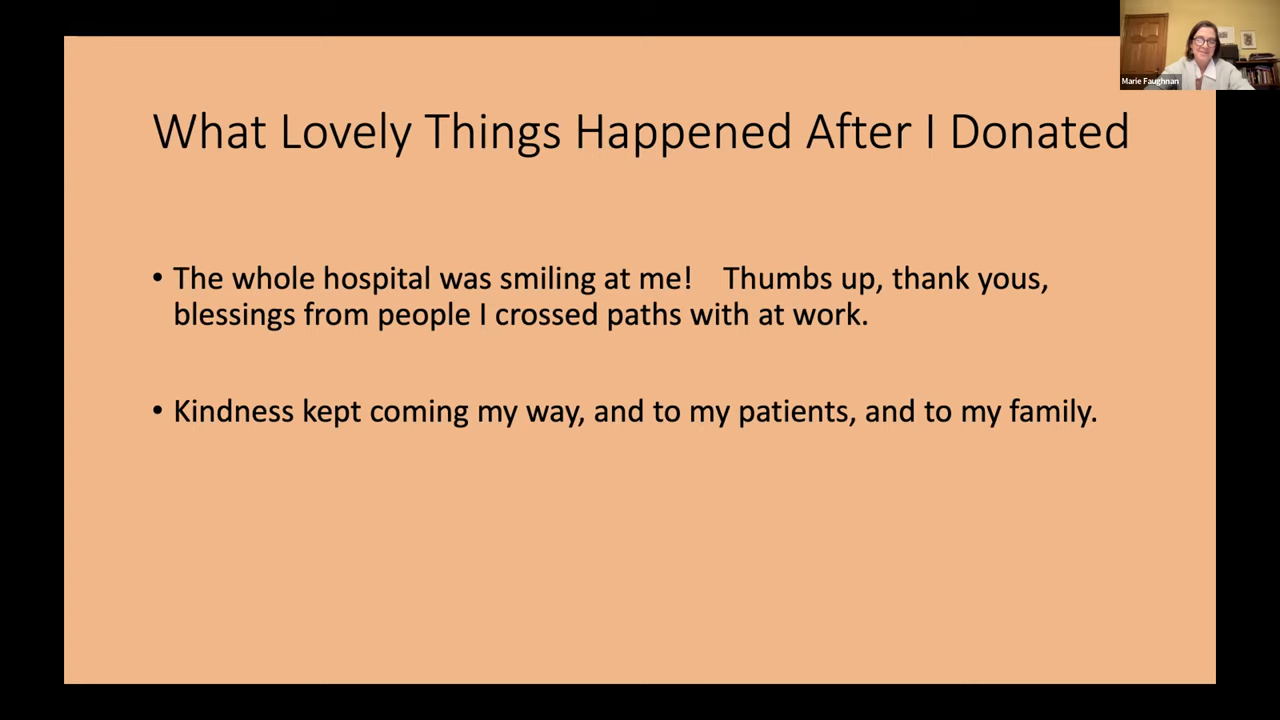 Marie Faughnan
What Lovely Things Happened After I Donated
• The whole hospital was smiling at me! Thumbs up, thank yous,
blessings from people I crossed paths with at work.
• Kindness kept coming my way, and to my patients, and to my family.